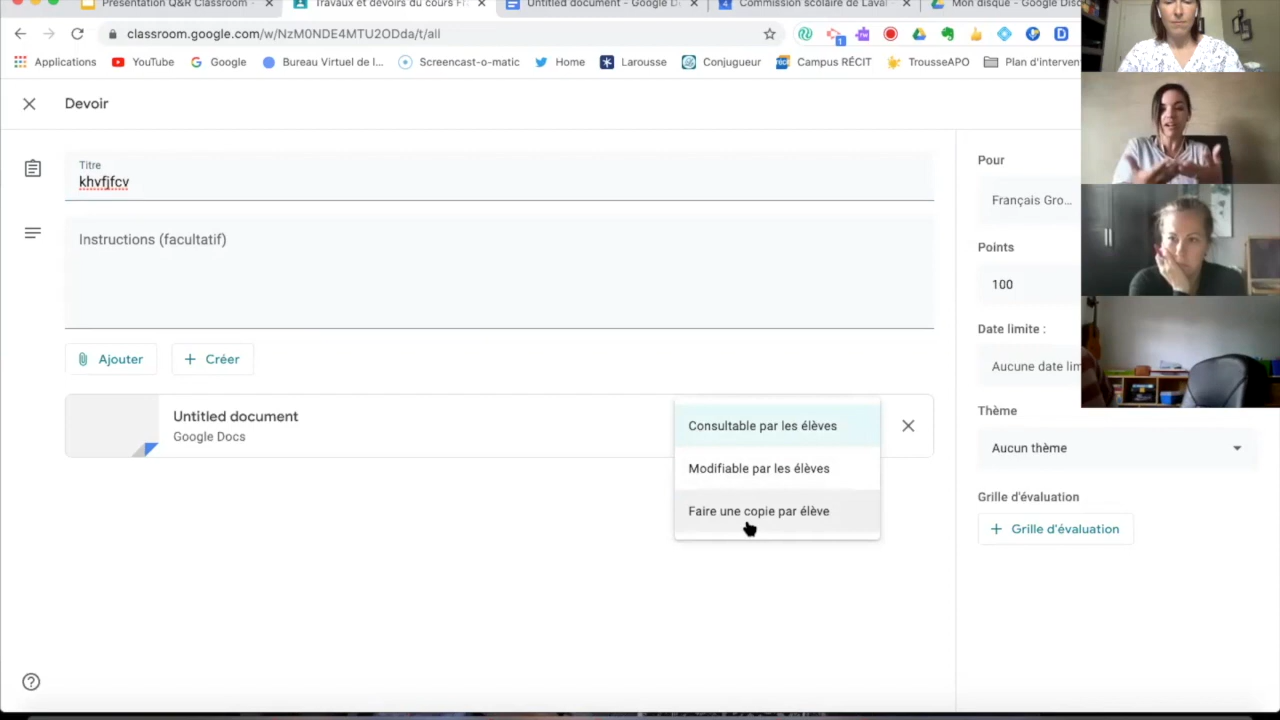 Présentation Q&R Classroom -
Travaux et devoirs du cours Fr
Untitled document - Google D
Commission scolaire de Laval
Mon disque - Google Disc
classroom.google.com/w/NzM0NDE4MTU2ODda/t/all
1
Applications
YouTube
Google
Bureau Virtuel de l...
Screencast-o-matic
Home
Larousse
Conjugueur
Campus RÉCIT
TrousseAPO
Plan d'interven
Devoir
Titre
khvfjfcv
Instructions (facultatif)
Ajouter
Créer
Untitled document
Google Docs
Consultable par les élèves
Modifiable par les élèves
Faire une copie par élève
Pour
Français Gro...
Points
100
Date limite :
Aucune date lim
Thème
Aucun thème
Grille d'évaluation
Grille d'évaluation